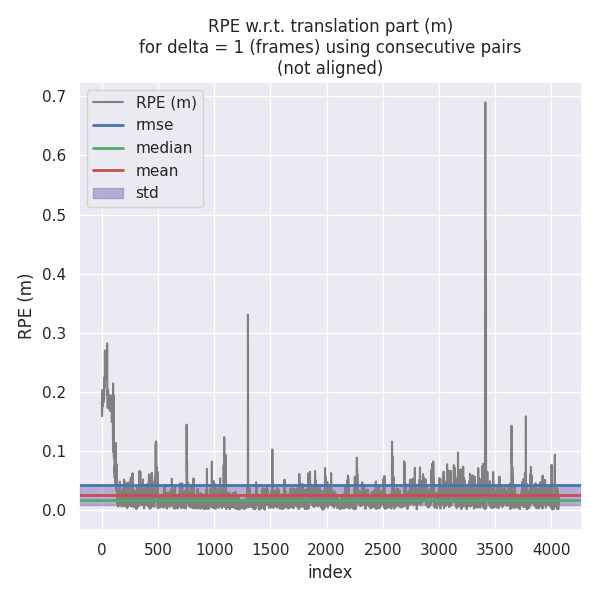 RPE w.r.t. translation part (m)
for delta = 1 (frames) using consecutive pairs
(not aligned)
RPE (m)
rmse
median
mean
std
RPE (m)
0.7
0.6
0.5
0.4
0.3
0.2
0.1
0.0
0 500 1000 1500 2000 2500 3000 3500 4000
index